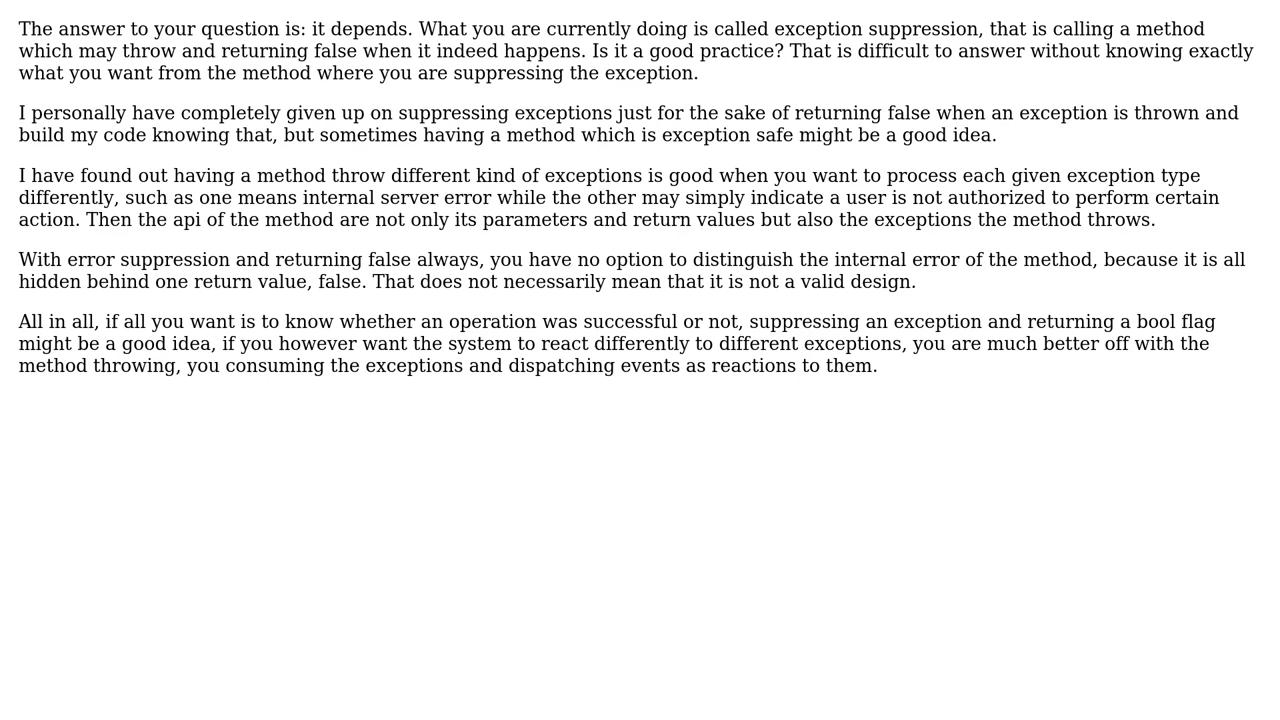 The answer to your question is: it depends. What you are currently doing is called exception suppression, that is calling a method
which may throw and returning false when it indeed happens. Is it a good practice? That is difficult to answer without knowing exactly
what you want from the method where you are suppressing the exception.
I personally have completely given up on suppressing exceptions just for the sake of returning false when an exception is thrown and
build my code knowing that, but sometimes having a method which is exception safe might be a good idea.
I have found out having a method throw different kind of exceptions is good when you want to process each given exception type
differently, such as one means internal server error while the other may simply indicate a user is not authorized to perform certain
action. Then the api of the method are not only its parameters and return values but also the exceptions the method throws.
With error suppression and returning false always, you have no option to distinguish the internal error of the method, because it is all
hidden behind one return value, false. That does not necessarily mean that it is not a valid design.
All in all, if all you want is to know whether an operation was successful or not, suppressing an exception and returning a bool flag
might be a good idea, if you however want the system to react differently to different exceptions, you are much better off with the
method throwing, you consuming the exceptions and dispatching events as reactions to them.